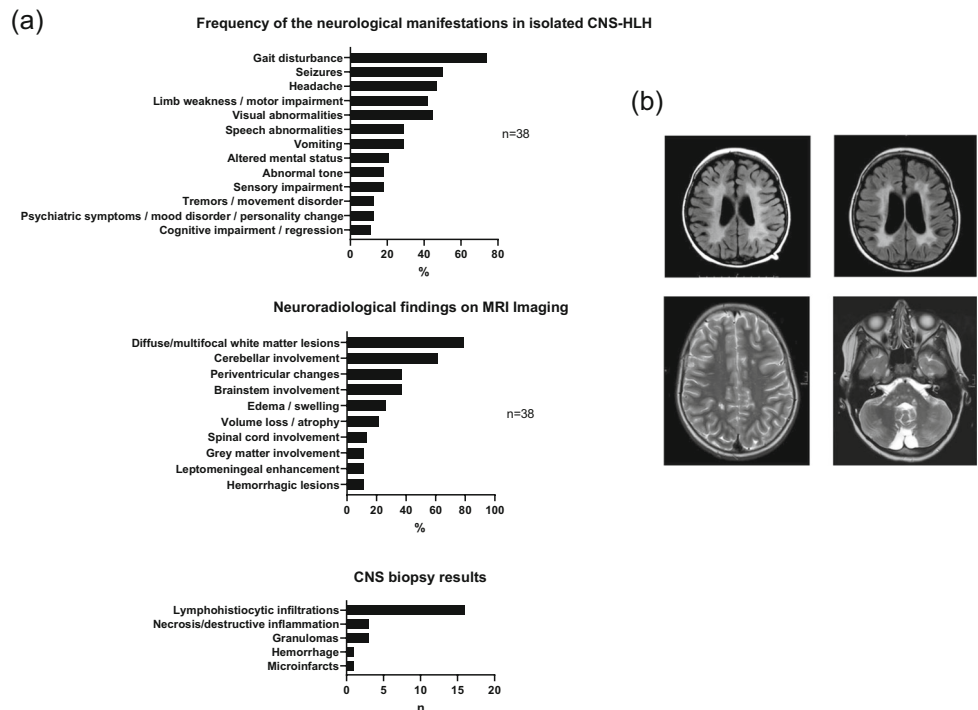 (a)
Frequency of the neurological manifestations in isolated CNS-HLH
Gait disturbance
Seizures
Headache
Limb weakness / motor impairment
Visual abnormalities
Speech abnormalities
Vomiting
Altered mental status
Abnormal tone
Sensory impairment
Tremors / movement disorder
Psychiatric symptoms / mood disorder / personality change
Cognitive impairment / regression
n=38
0 20 40 60 80
%
Neuroradiological findings on MRI Imaging
Diffuse/multifocal white matter lesions
Cerebellar involvement
Periventricular changes
Brainstem involvement
Edema / swelling
Volume loss / atrophy
Spinal cord involvement
Grey matter involvement
Leptomeningeal enhancement
Hemorrhagic lesions
n=38
0 20 40 60 80 100
%
CNS biopsy results
Lymphohistiocytic infiltrations
Necrosis/destructive inflammation
Granulomas
Hemorrhage
Microinfarcts
0 5 10 15 20
n
(b)